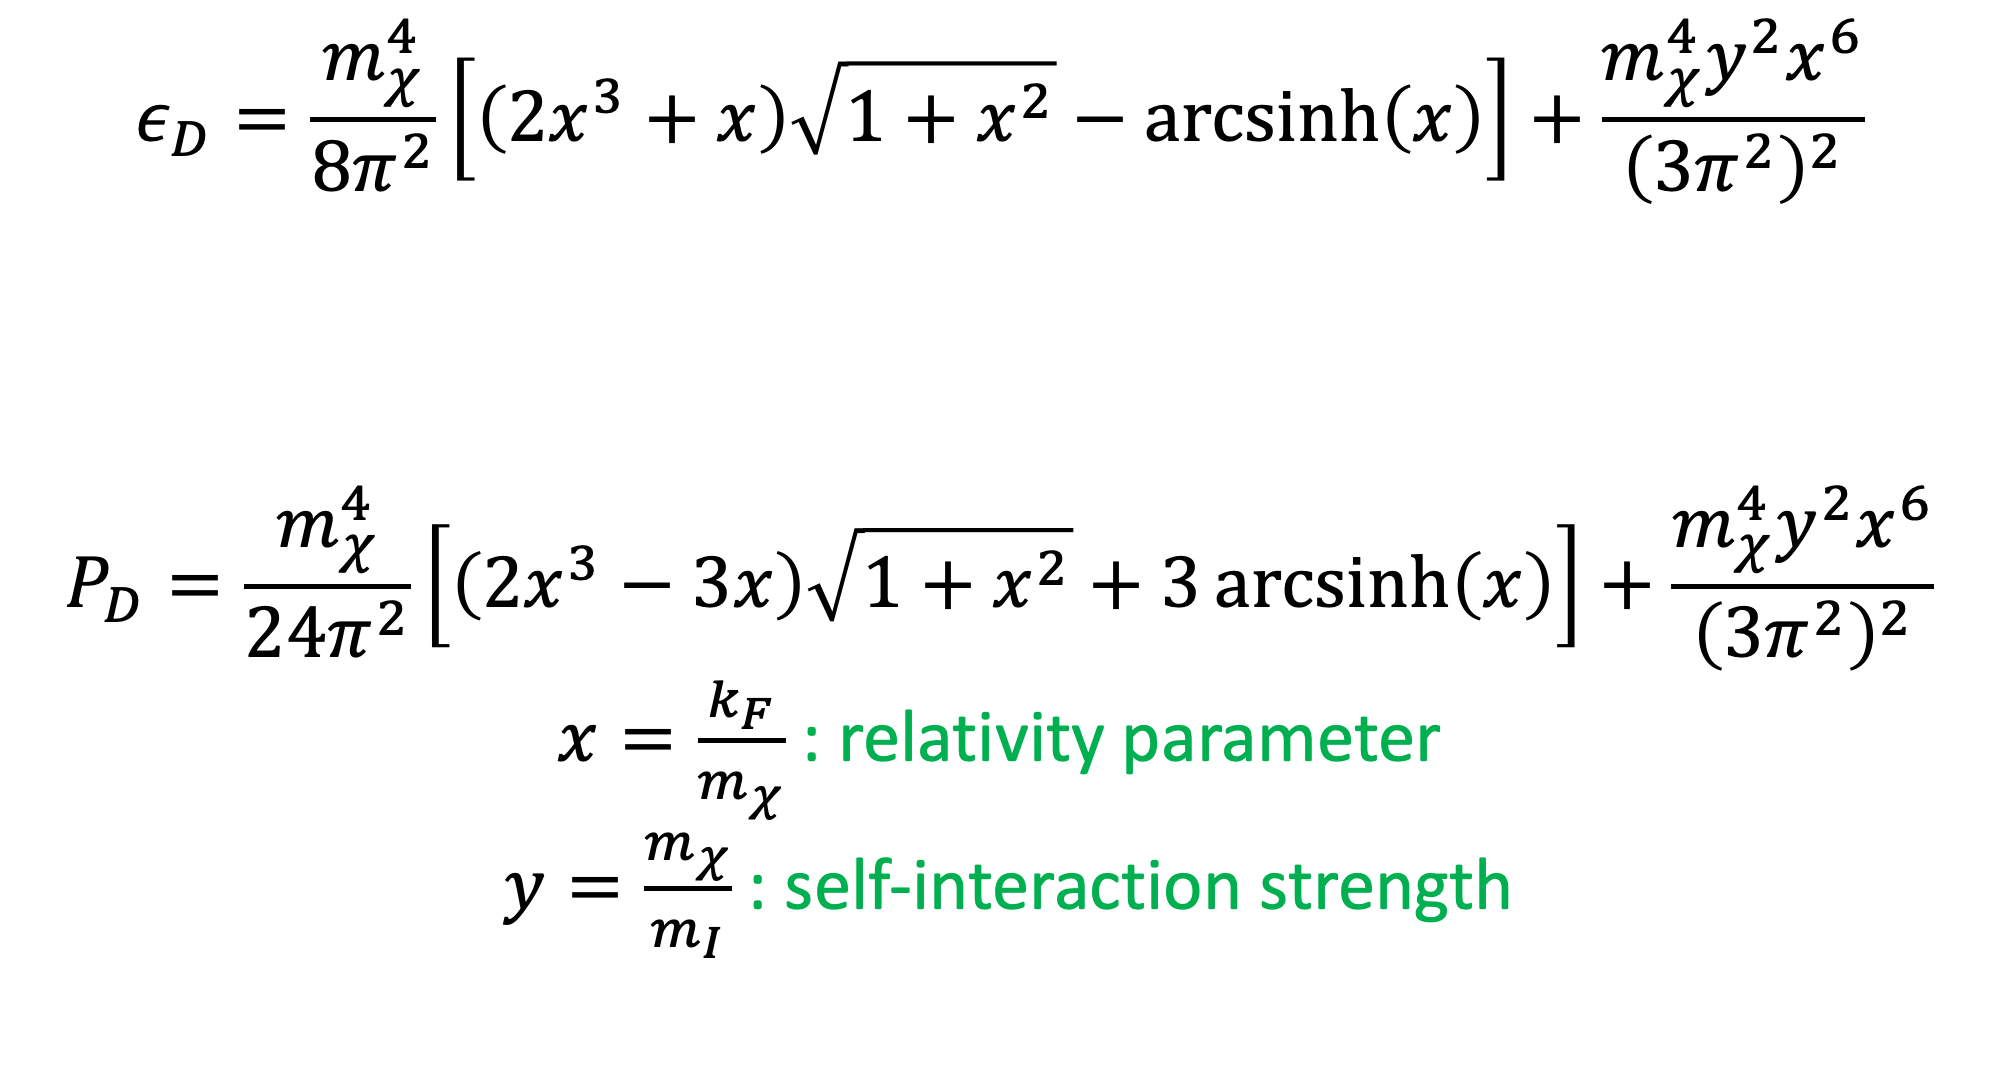 ϵ_D = m_χ^4/8π^2 [(2x^3 + x)√(1 + x^2) − arcsinh(x)] + m_χ^4 y^2 x^6/(3π^2)^2
P_D = m_χ^4/24π^2 [(2x^3 − 3x)√(1 + x^2) + 3 arcsinh(x)] + m_χ^4 y^2 x^6/(3π^2)^2
x = k_F/m_χ : relativity parameter
y = m_χ/m_I : self-interaction strength